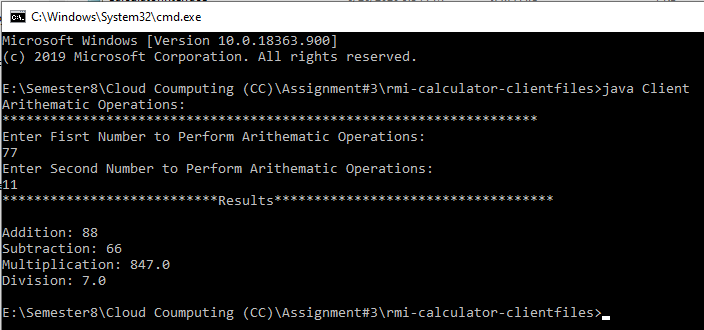 C:\Windows\System32\cmd.exe
Microsoft Windows [Version 10.0.18363.900]
(c) 2019 Microsoft Corporation. All rights reserved.
E:\Semester8\Cloud Coumputing (CC)\Assignment#3\rmi-calculator-clientfiles>java Client
Arithematic Operations:
*******************************************************************
Enter Fisrt Number to Perform Arithematic Operations:
77
Enter Second Number to Perform Arithematic Operations:
11
***************************Results***********************************
Addition: 88
Subtraction: 66
Multiplication: 847.0
Division: 7.0
E:\Semester8\Cloud Coumputing (CC)\Assignment#3\rmi-calculator-clientfiles>